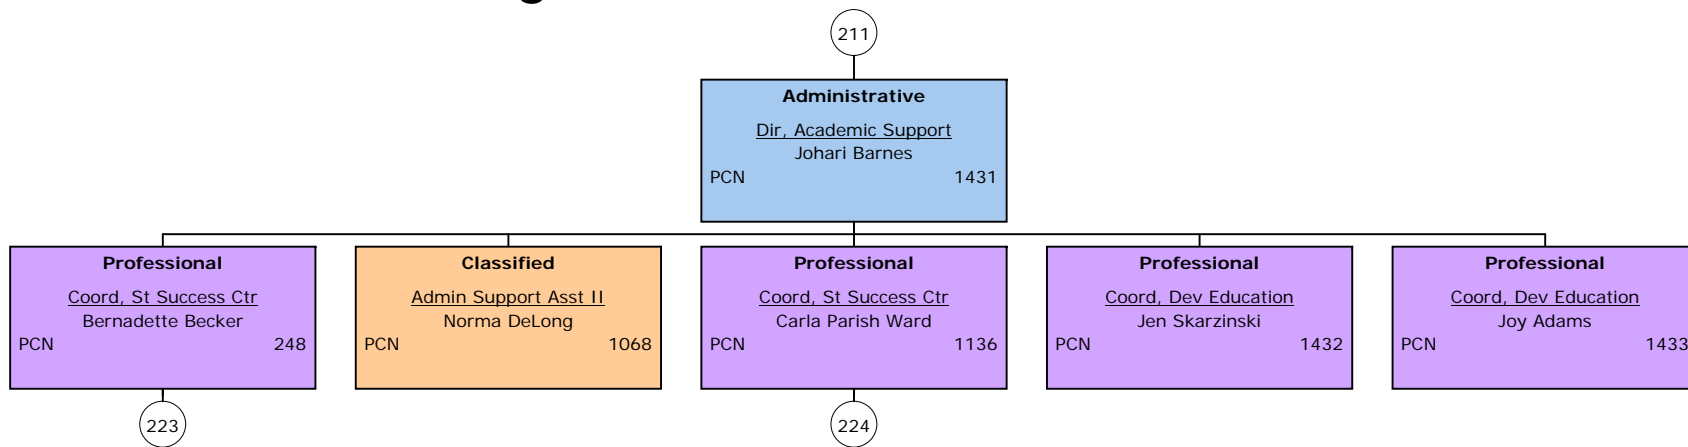 211
Administrative
Dir, Academic Support
Johari Barnes
PCN 1431
Professional
Coord, St Success Ctr
Bernadette Becker
PCN 248
Classified
Admin Support Asst II
Norma DeLong
PCN 1068
Professional
Coord, St Success Ctr
Carla Parish Ward
PCN 1136
Professional
Coord, Dev Education
Jen Skarzinski
PCN 1432
Professional
Coord, Dev Education
Joy Adams
PCN 1433
223
224